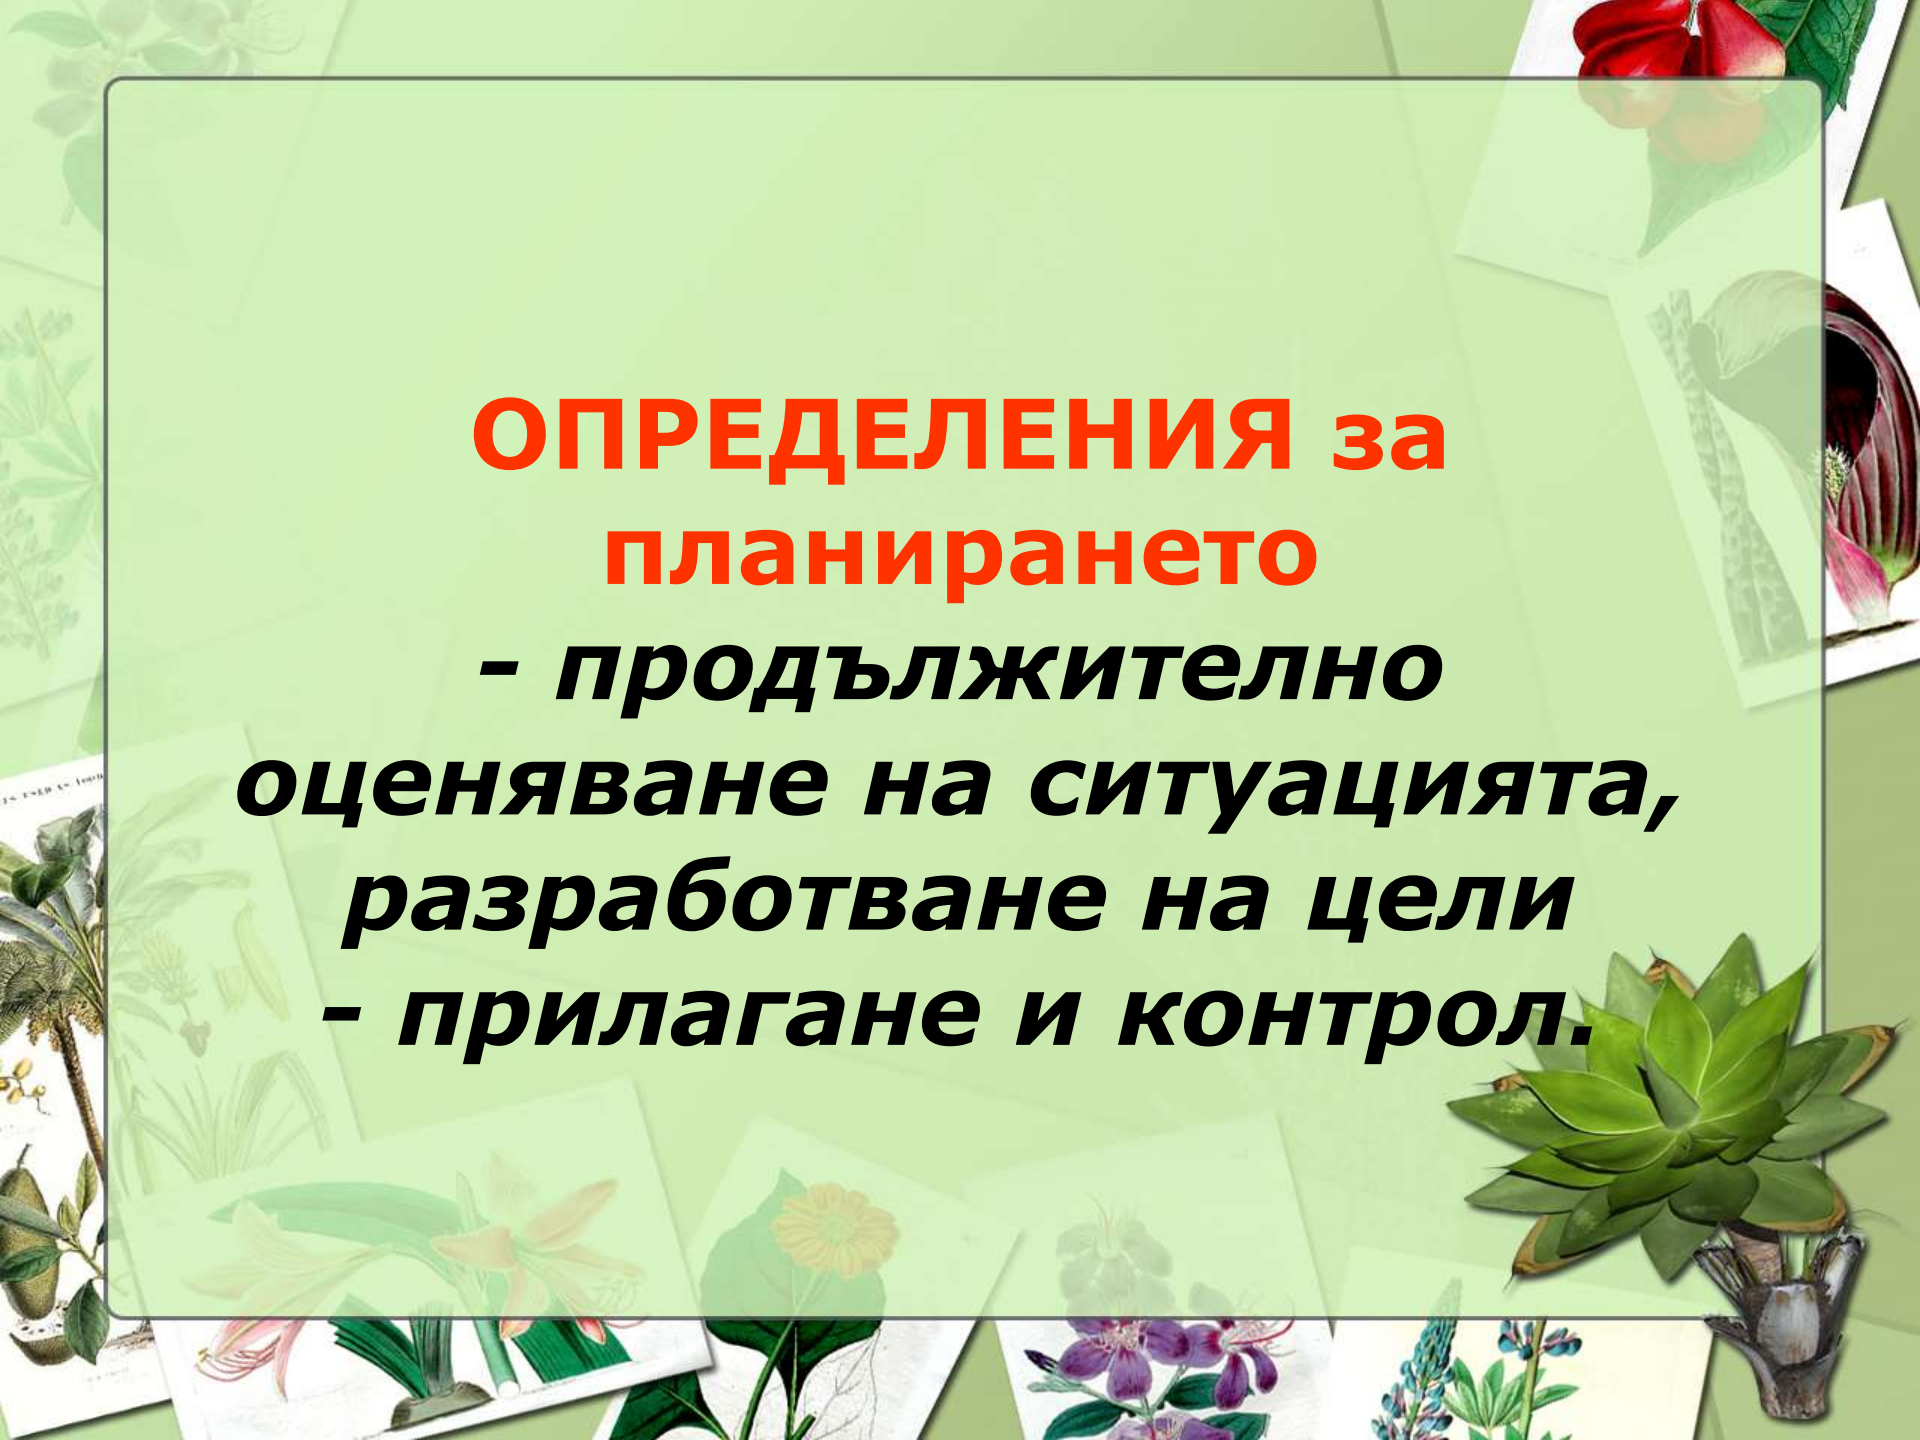 ОПРЕДЕЛЕНИЯ за
планирането
- продължително
оценяване на ситуацията,
разработване на цели
- прилагане и контрол.